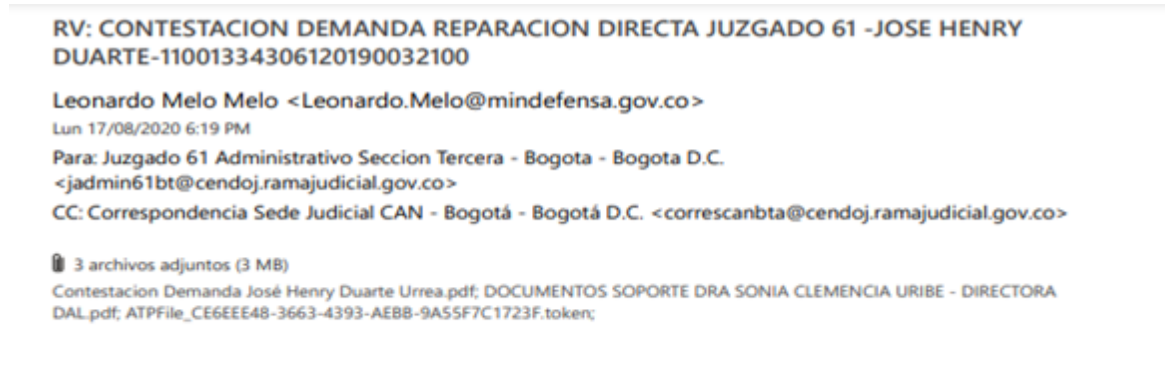 RV: CONTESTACION DEMANDA REPARACION DIRECTA JUZGADO 61 -JOSE HENRY
DUARTE-11001334306120190032100
Leonardo Melo Melo <Leonardo.Melo@mindefensa.gov.co>
Lun 17/08/2020 6:19 PM
Para: Juzgado 61 Administrativo Seccion Tercera - Bogota - Bogota D.C.
<jadmin61bt@cendoj.ramajudicial.gov.co>
CC: Correspondencia Sede Judicial CAN - Bogotá - Bogotá D.C. <correscanbta@cendoj.ramajudicial.gov.co>
3 archivos adjuntos (3 MB)
Contestacion Demanda José Henry Duarte Urrea.pdf; DOCUMENTOS SOPORTE DRA SONIA CLEMENCIA URIBE - DIRECTORA
DAL.pdf; ATPFile_CE6EEE48-3663-4393-AEBB-9A55F7C1723F.token;